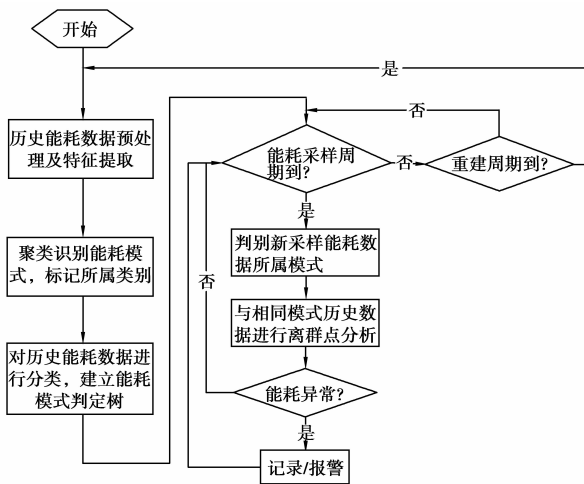 开始
是
历史能耗数据预处
理及特征提取
聚类识别能耗模
式，标记所属类别
对历史能耗数据进
行分类，建立能耗
模式判定树
否
能耗采样周
期到?
否
重建周期到?
是
判别新采样能耗数
据所属模式
与相同模式历史数
据进行离群点分析
否
能耗异常?
是
记录/报警